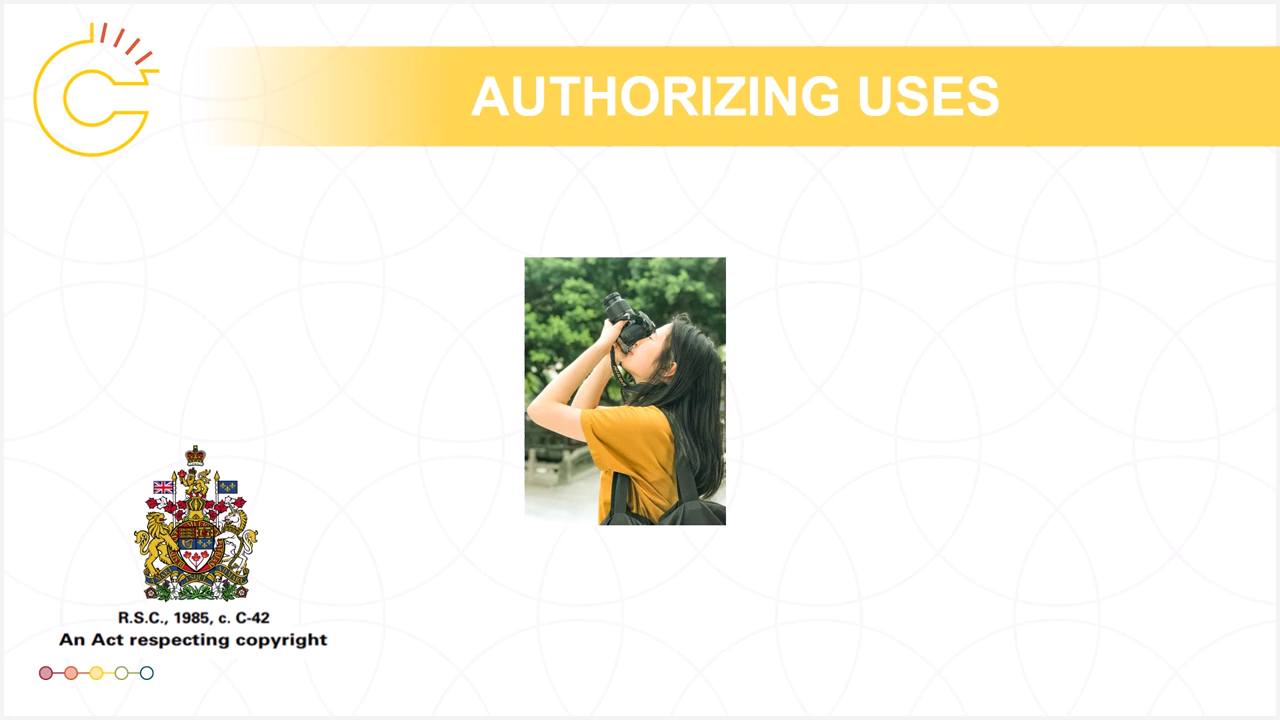 AUTHORIZING USES
R.S.C., 1985, c. C-42
An Act respecting copyright